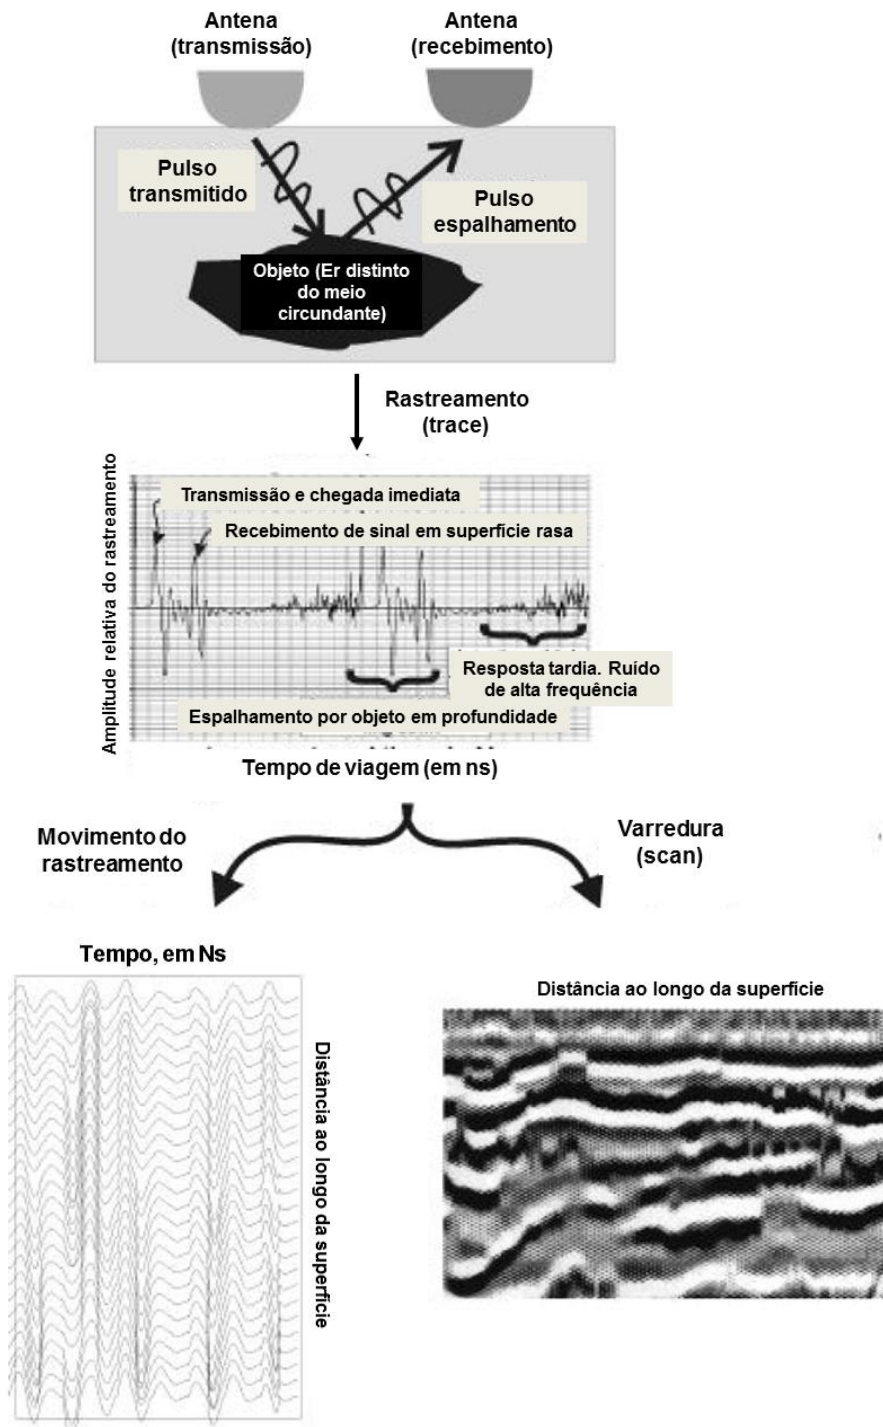 Antena
(transmissão)
Antena
(recebimento)
Pulso
transmitido
Pulso
espalhamento
Objeto (Er distinto
do meio
circundante)
Rastreamento
(trace)
Amplitude relativa do rastreamento
Transmissão e chegada imediata
Recebimento de sinal em superfície rasa
Resposta tardia. Ruído
de alta frequência
Espalhamento por objeto em profundidade
Tempo de viagem (em ns)
Movimento do
rastreamento
Varredura
(scan)
Tempo, em Ns
Distância ao longo da superfície
Distância ao longo da superfície